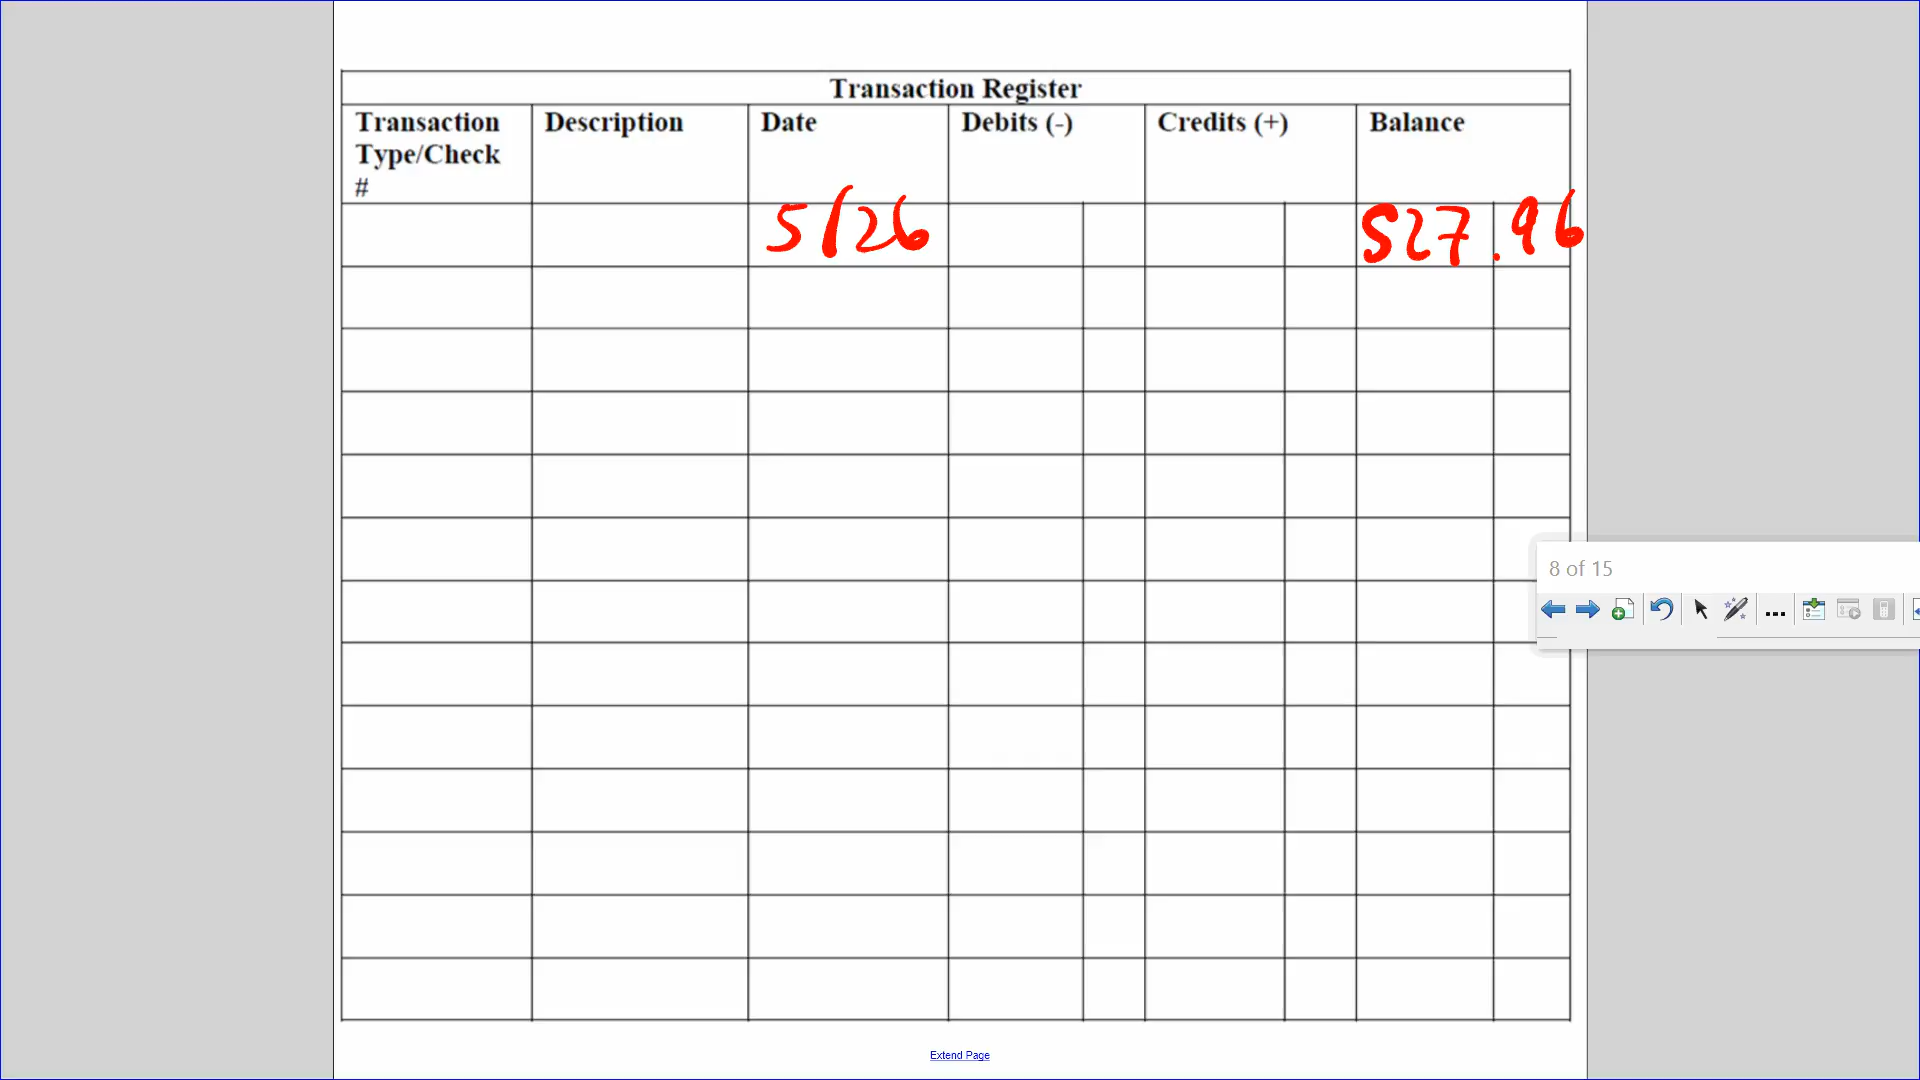 Transaction Register
Transaction Type/Check # Description Date Debits (-) Credits (+) Balance
5/26 527.96
8 of 15
Extend Page